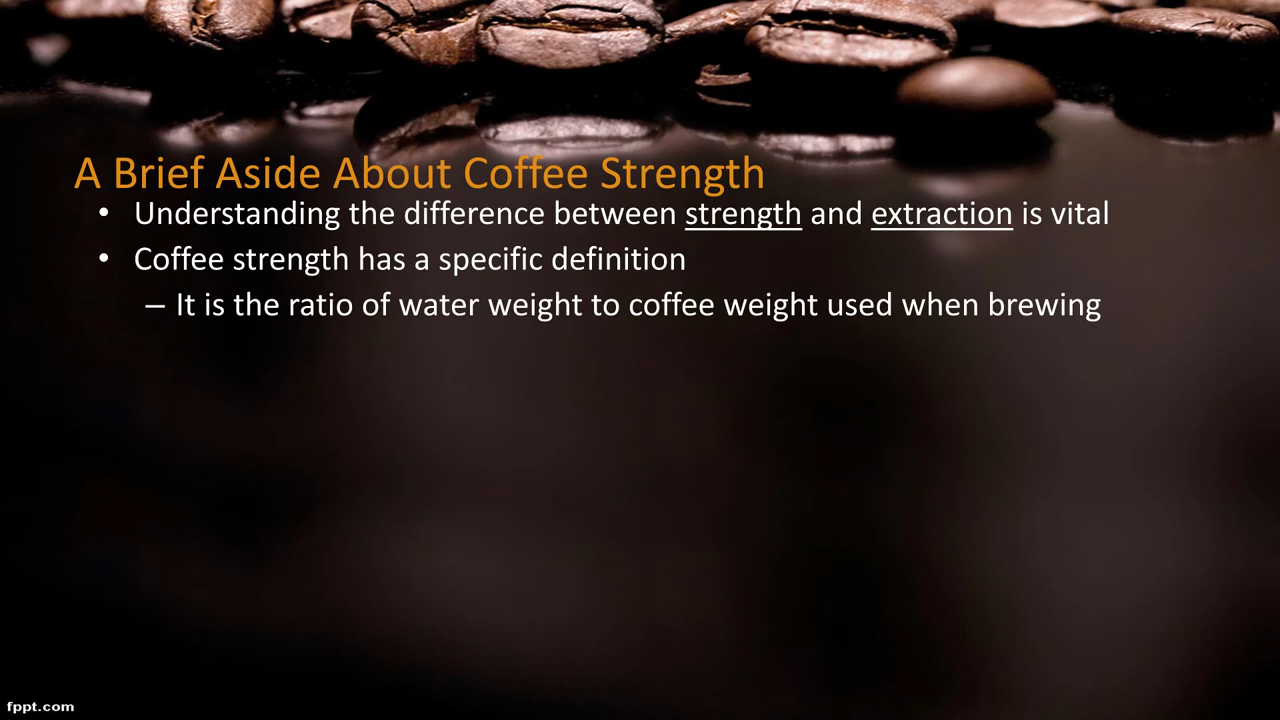 A Brief Aside About Coffee Strength
• Understanding the difference between strength and extraction is vital
• Coffee strength has a specific definition
– It is the ratio of water weight to coffee weight used when brewing
fppt.com